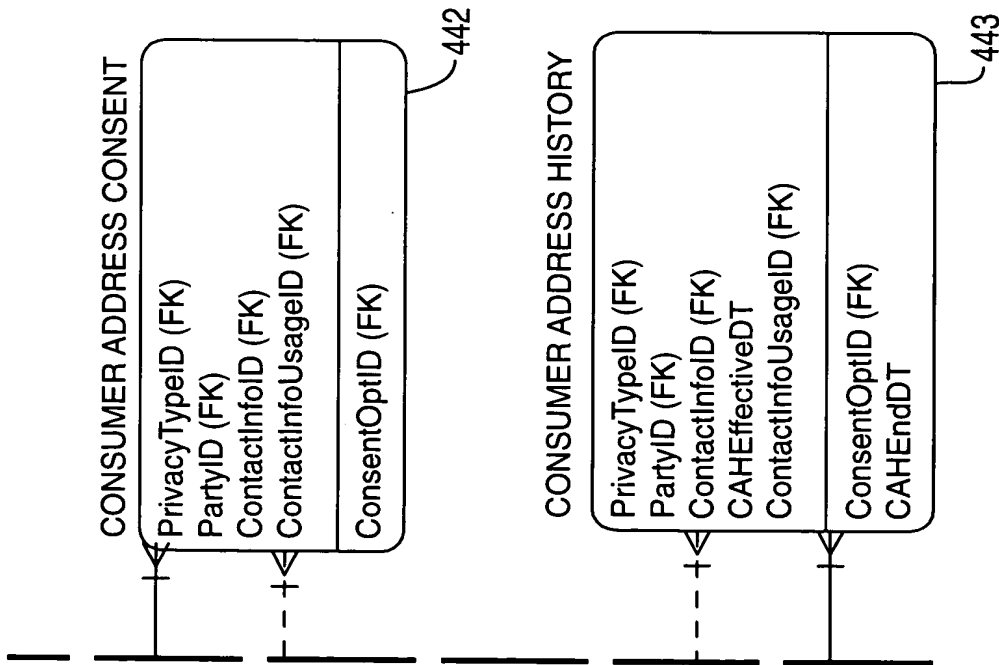 CONSUMER ADDRESS CONSENT
PrivacyTypeID (FK)
PartyID (FK)
ContactInfoID (FK)
ContactInfoUsageID (FK)
ConsentOptID (FK)
442
CONSUMER ADDRESS HISTORY
PrivacyTypeID (FK)
PartyID (FK)
ContactInfoID (FK)
CAHEffectiveDT
ContactInfoUsageID (FK)
ConsentOptID (FK)
CAHEndDT
443